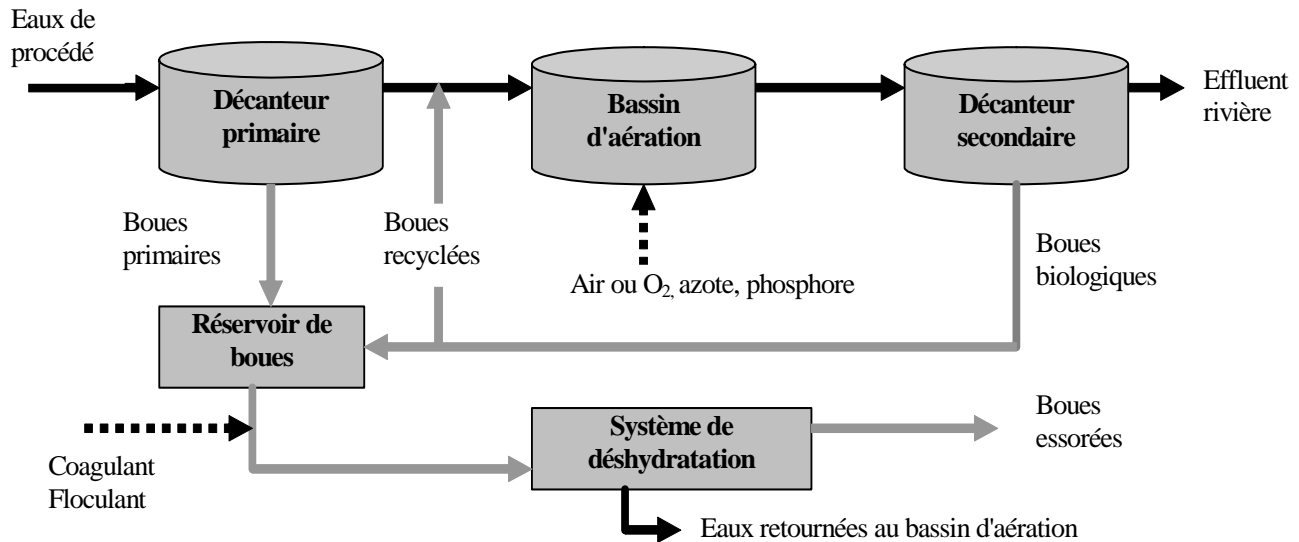 Eaux de
procédé
Décanteur
primaire
Bassin
d'aération
Décanteur
secondaire
Effluent
rivière
Boues
primaires
Boues
recyclées
Air ou O2, azote, phosphore
Boues
biologiques
Réservoir de
boues
Coagulant
Floculant
Système de
déshydratation
Boues
essorées
Eaux retournées au bassin d'aération